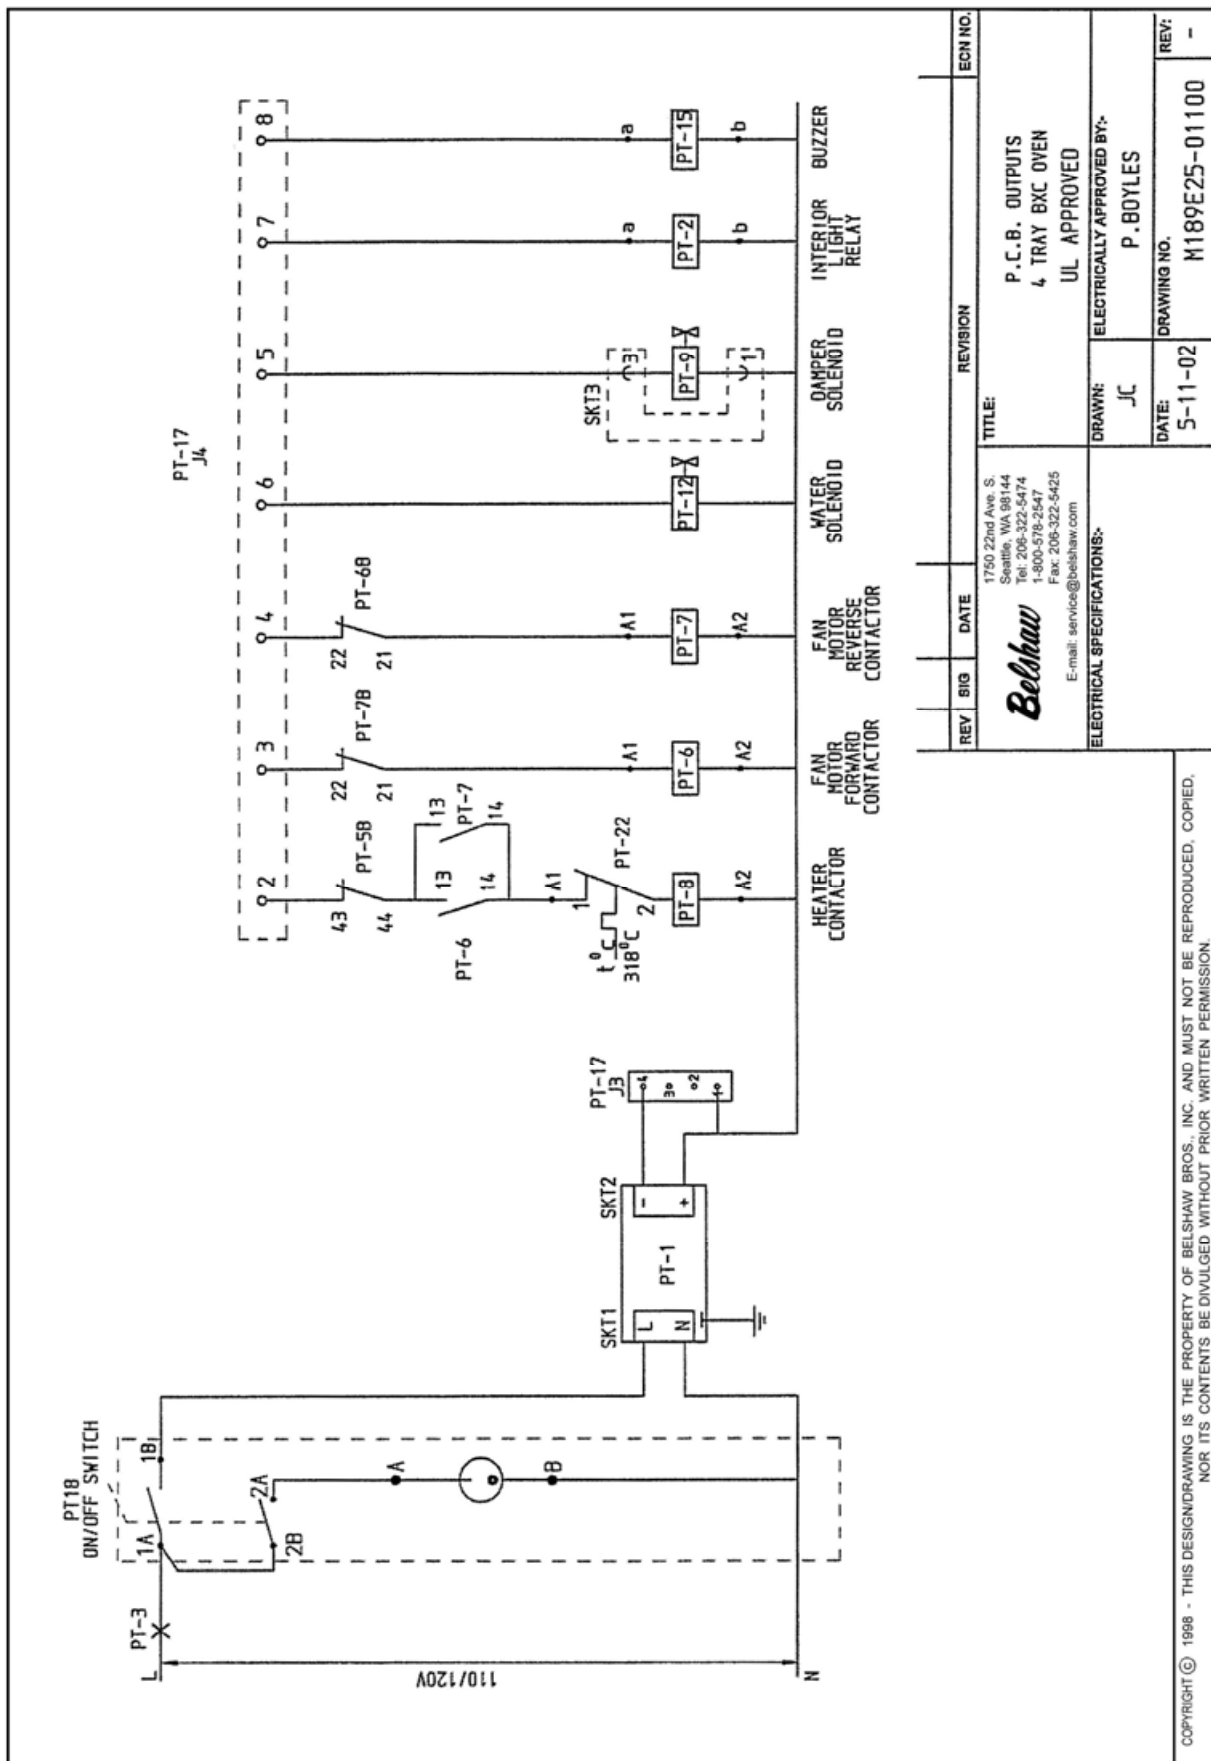 PT18
ON/OFF SWITCH
L
PT-3
1A
1B
2B
2A
A
B
110/120V
N
SKT1
L
N
PT-1
SKT2
-
+
PT-17
J3
4
3
2
1
PT-17
J4
2
3
4
6
5
7
8
43
PT-5B
44
22
PT-7B
21
22
PT-6B
21
PT-6
13
14
13
PT-7
14
A1
1
PT-22
2
t°C
318°C
PT-8
A2
A1
PT-6
A2
A1
PT-7
A2
PT-12
SKT3
3
PT-9
1
a
PT-2
b
a
PT-15
b
HEATER
CONTACTOR
FAN
MOTOR
FORWARD
CONTACTOR
FAN
MOTOR
REVERSE
CONTACTOR
WATER
SOLENOID
DAMPER
SOLENOID
INTERIOR
LIGHT
RELAY
BUZZER
REV
SIG
DATE
REVISION
ECN NO.
Belshaw
1750 22nd Ave. S.
Seattle, WA 98144
Tel: 206-322-5474
1-800-578-2547
Fax: 206-322-5425
E-mail: service@belshaw.com
TITLE:
P.C.B. OUTPUTS
4 TRAY BXC OVEN
UL APPROVED
ELECTRICAL SPECIFICATIONS:-
DRAWN:
JC
ELECTRICALLY APPROVED BY:-
P.BOYLES
DATE:
5-11-02
DRAWING NO.
M189E25-01100
REV:
-
COPYRIGHT © 1998 - THIS DESIGN/DRAWING IS THE PROPERTY OF BELSHAW BROS., INC. AND MUST NOT BE REPRODUCED, COPIED,
NOR ITS CONTENTS BE DIVULGED WITHOUT PRIOR WRITTEN PERMISSION.